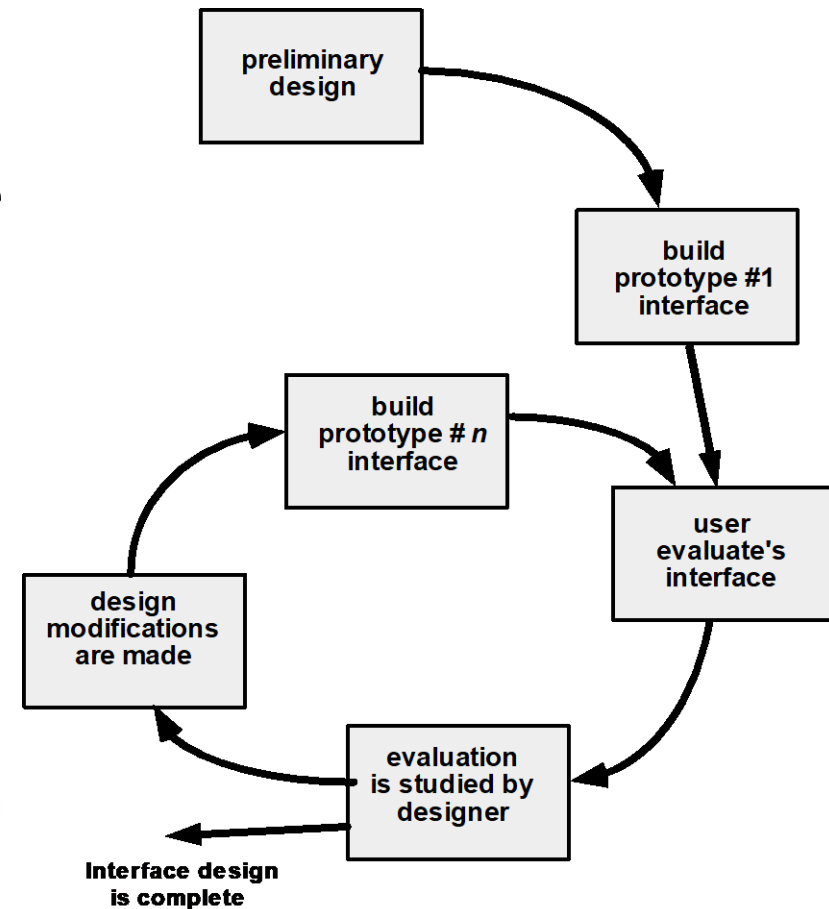 preliminary
design
build
prototype #1
interface
build
prototype # n
interface
user
evaluate's
interface
design
modifications
are made
evaluation
is studied by
designer
Interface design
is complete